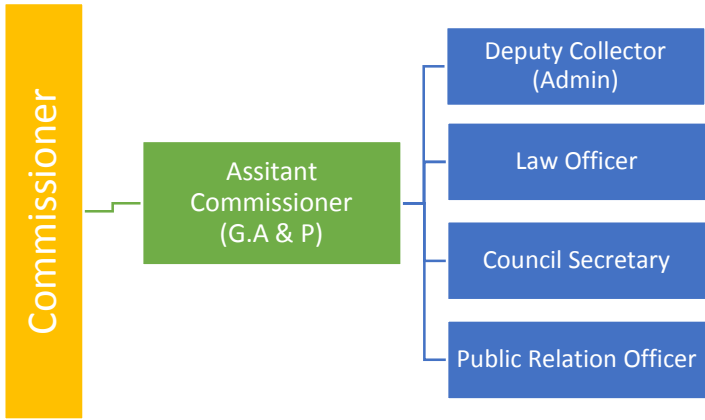 Commissioner
Assitant
Commissioner
(G.A & P)
Deputy Collector
(Admin)
Law Officer
Council Secretary
Public Relation Officer